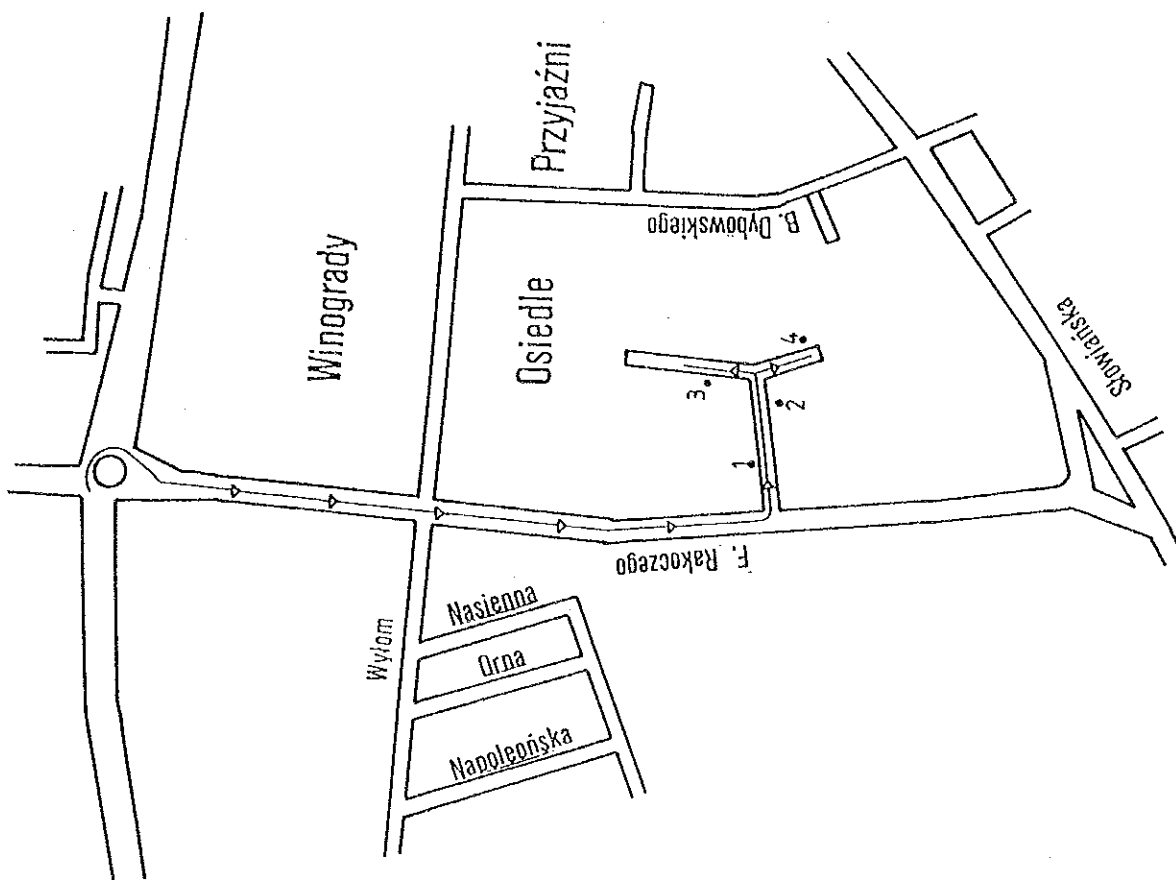 Winogrady
Osiedle
Przyjaźni
B. Dybowskiego
F. Rakoczego
Słowiańska
Wyłom
Nasienna
Orna
Napoleońska
1
2
3
4